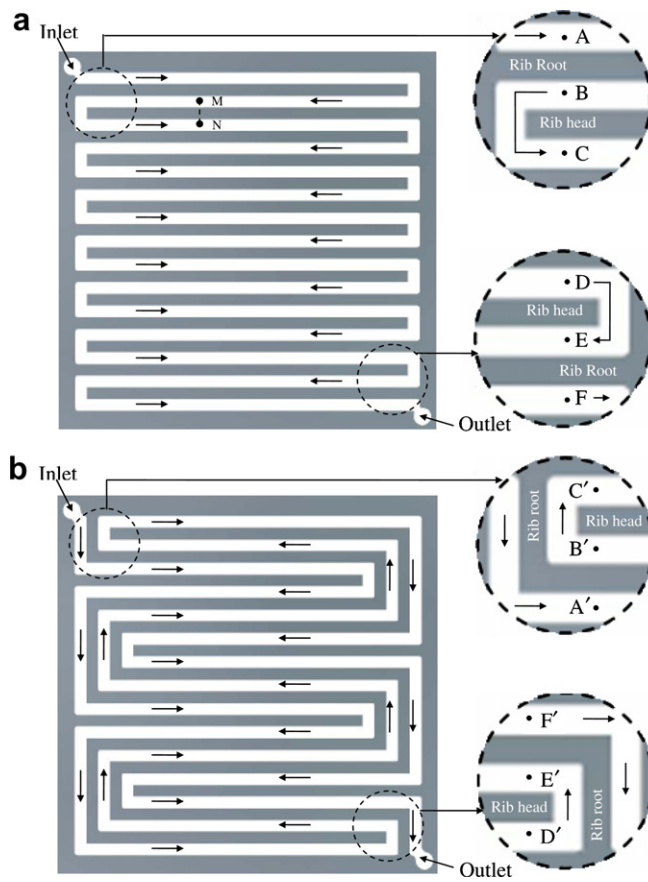 a
Inlet
A
Rib Root
B
M
Rib head
N
C
D
Rib head
E
Rib Root
F
Outlet
b
Inlet
C′
Rib root
Rib head
B′
A′
F′
E′
Rib head
Rib root
D′
Outlet